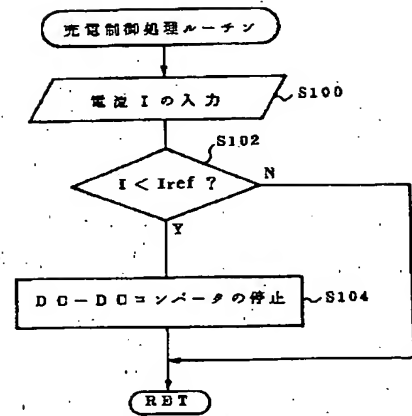 充電制御処理ルーチン
電流Iの入力
S100
S102
I<Iref?
N
Y
DC-DCコンバータの停止
S104
RET